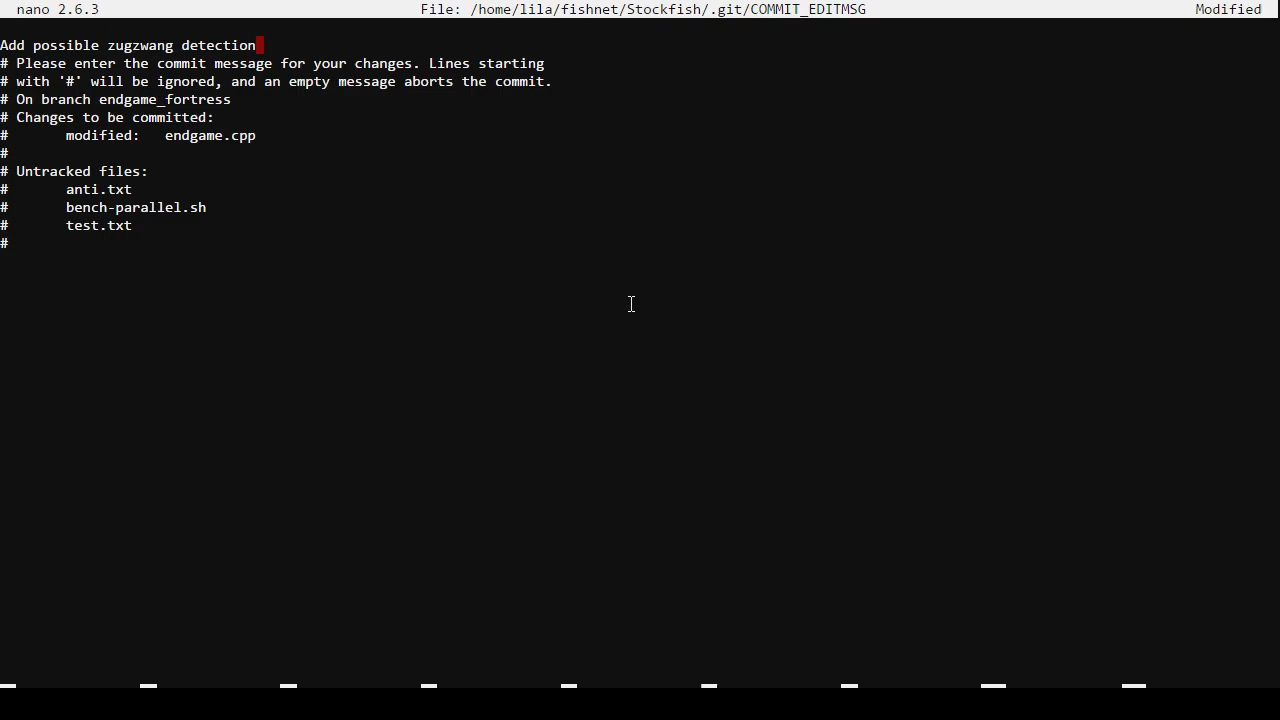 nano 2.6.3 File: /home/lila/fishnet/Stockfish/.git/COMMIT_EDITMSG Modified
Add possible zugzwang detection
# Please enter the commit message for your changes. Lines starting
# with '#' will be ignored, and an empty message aborts the commit.
# On branch endgame_fortress
# Changes to be committed:
#       modified:   endgame.cpp
#
# Untracked files:
#       anti.txt
#       bench-parallel.sh
#       test.txt
#